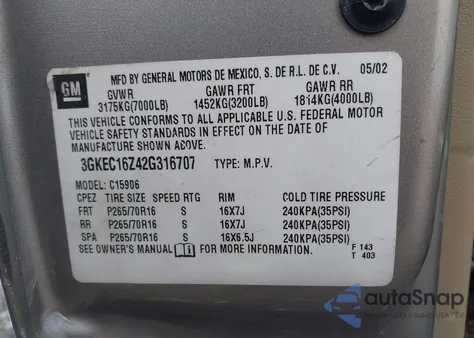 GM
MFD BY GENERAL MOTORS DE MEXICO, S. DE R.L. DE C.V. 05/02
GVWR GAWR FRT GAWR RR
3175KG(7000LB) 1452KG(3200LB) 1814KG(4000LB)
THIS VEHICLE CONFORMS TO ALL APPLICABLE U.S. FEDERAL MOTOR
VEHICLE SAFETY STANDARDS IN EFFECT ON THE DATE OF
MANUFACTURE SHOWN ABOVE.
3GKEC16Z42G316707 TYPE: M.P.V.
MODEL: C15906
CPEZ TIRE SIZE SPEED RTG RIM COLD TIRE PRESSURE
FRT P265/70R16 S 16X7J 240KPA(35PSI)
RR P265/70R16 S 16X7J 240KPA(35PSI)
SPA P265/70R16 S 16X6.5J 240KPA(35PSI)
SEE OWNER'S MANUAL i FOR MORE INFORMATION. F 143
T 403
autoSnap